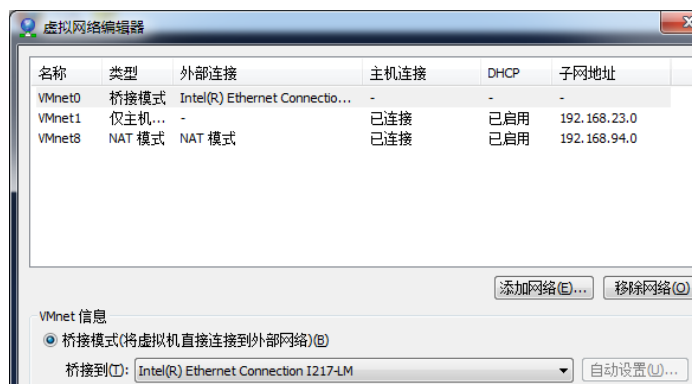 虚拟网络编辑器
名称 类型 外部连接 主机连接 DHCP 子网地址
VMnet0 桥接模式 Intel(R) Ethernet Connectio... - - -
VMnet1 仅主机... - 已连接 已启用 192.168.23.0
VMnet8 NAT 模式 NAT 模式 已连接 已启用 192.168.94.0
添加网络(E)... 移除网络(O)
VMnet 信息
桥接模式(将虚拟机直接连接到外部网络)(B)
桥接到(T): Intel(R) Ethernet Connection I217-LM 自动设置(U)...